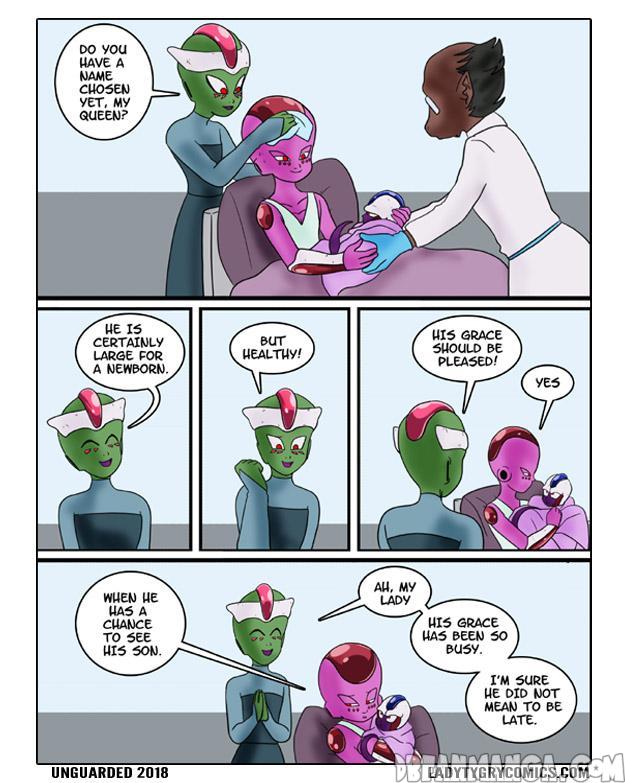 DO YOU
HAVE A
NAME
CHOSEN
YET, MY
QUEEN?
HE IS
CERTAINLY
LARGE FOR
A NEWBORN.
BUT
HEALTHY!
HIS GRACE
SHOULD BE
PLEASED!
YES
WHEN HE
HAS A
CHANCE
TO SEE
HIS SON.
AH, MY
LADY
HIS GRACE
HAS BEEN SO
BUSY.
I'M SURE
HE DID NOT
MEAN TO BE
LATE.
UNGUARDED 2018
LADYTYGRYCOMICS.COM
DBFANMANGA.COM